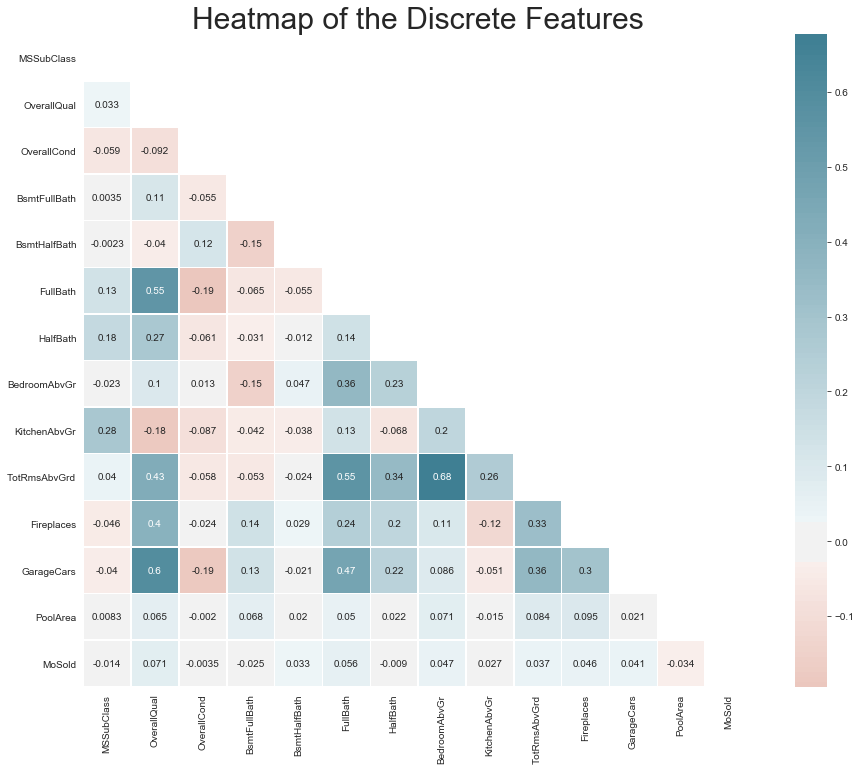 Heatmap of the Discrete Features
MSSubClass
OverallQual 0.033
OverallCond -0.059 -0.092
BsmtFullBath 0.0035 0.11 -0.055
BsmtHalfBath -0.0023 -0.04 0.12 -0.15
FullBath 0.13 0.55 -0.19 -0.065 -0.055
HalfBath 0.18 0.27 -0.061 -0.031 -0.012 0.14
BedroomAbvGr -0.023 0.1 0.013 -0.15 0.047 0.36 0.23
KitchenAbvGr 0.28 -0.18 -0.087 -0.042 -0.038 0.13 -0.068 0.2
TotRmsAbvGrd 0.04 0.43 -0.058 -0.053 -0.024 0.55 0.34 0.68 0.26
Fireplaces -0.046 0.4 -0.024 0.14 0.029 0.24 0.2 0.11 -0.12 0.33
GarageCars -0.04 0.6 -0.19 0.13 -0.021 0.47 0.22 0.086 -0.051 0.36 0.3
PoolArea 0.0083 0.065 -0.002 0.068 0.02 0.05 0.022 0.071 -0.015 0.084 0.095 0.021
MoSold -0.014 0.071 -0.0035 -0.025 0.033 0.056 -0.009 0.047 0.027 0.037 0.046 0.041 -0.034
MSSubClass
OverallQual
OverallCond
BsmtFullBath
BsmtHalfBath
FullBath
HalfBath
BedroomAbvGr
KitchenAbvGr
TotRmsAbvGrd
Fireplaces
GarageCars
PoolArea
MoSold
0.6
0.5
0.4
0.3
0.2
0.1
0.0
−0.1